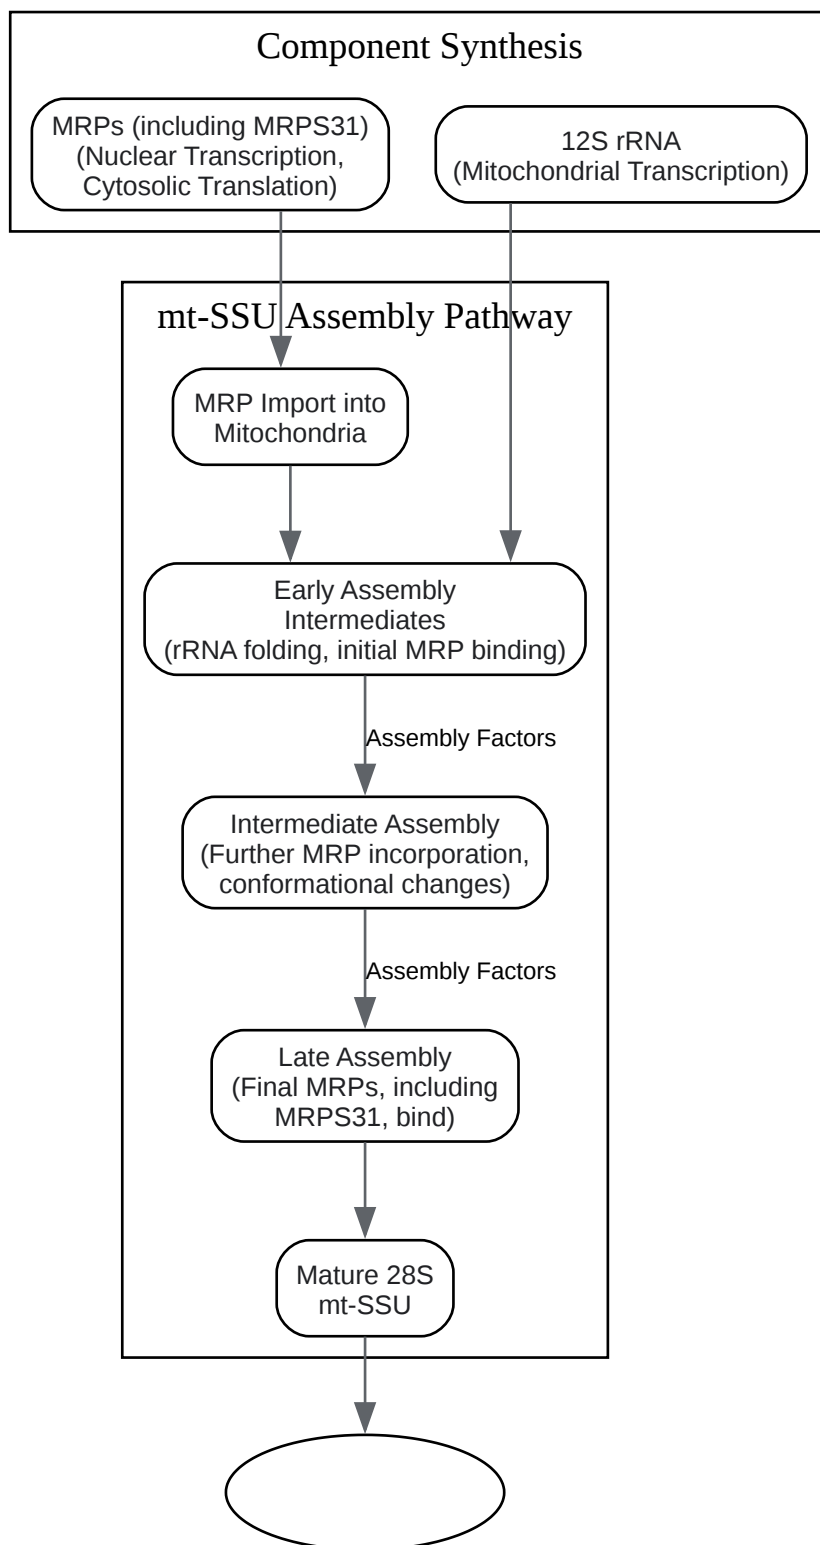 Component Synthesis
MRPs (including MRPS31)
(Nuclear Transcription,
Cytosolic Translation)
12S rRNA
(Mitochondrial Transcription)
mt-SSU Assembly Pathway
MRP Import into
Mitochondria
Early Assembly
Intermediates
(rRNA folding, initial MRP binding)
Assembly Factors
Intermediate Assembly
(Further MRP incorporation,
conformational changes)
Assembly Factors
Late Assembly
(Final MRPs, including
MRPS31, bind)
Mature 28S
mt-SSU